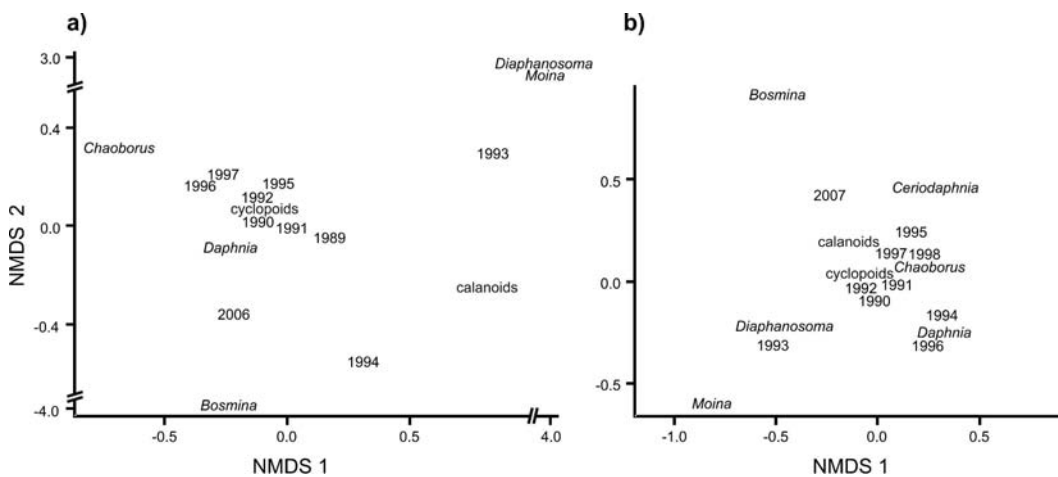 a)
3.0
Diaphanosoma
Moina
0.4
Chaoborus
1993
1997
1996
1995
1992
cyclopoids
0.0
1990
1991
1989
Daphnia
NMDS 2
calanoids
2006
-0.4
1994
-4.0
Bosmina
-0.5
0.0
0.5
4.0
NMDS 1
b)
Bosmina
0.5
2007
Ceriodaphnia
1995
calanoids
1997
1998
Chaoborus
cyclopoids
0.0
1992
1991
1990
1994
Diaphanosoma
Daphnia
1993
1996
-0.5
Moina
-1.0
-0.5
0.0
0.5
NMDS 1